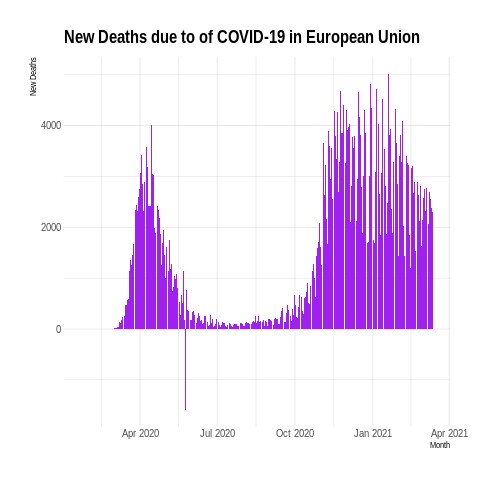 New Deaths due to of COVID-19 in European Union
New Deaths
4000
2000
0
Apr 2020 Jul 2020 Oct 2020 Jan 2021 Apr 2021
Month